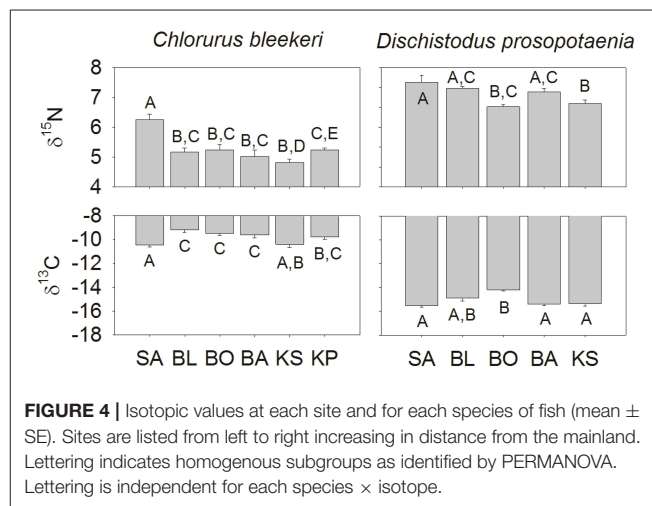 Chlorurus bleekeri Dischistodus prosopotaenia
8
7
6
5
4
δ15N
A B,C B,C B,C B,D C,E
A A,C B,C A,C B
-8
-10
-12
-14
-16
-18
δ13C
A C C C A,B B,C
A A,B B A A
SA BL BO BA KS KP
SA BL BO BA KS
FIGURE 4 | Isotopic values at each site and for each species of fish (mean ±
SE). Sites are listed from left to right increasing in distance from the mainland.
Lettering indicates homogenous subgroups as identified by PERMANOVA.
Lettering is independent for each species × isotope.